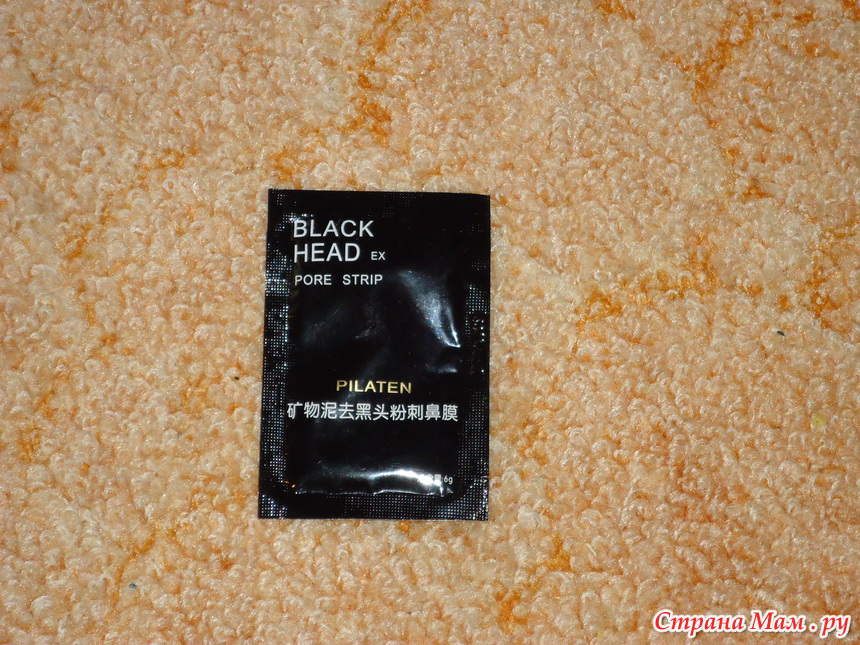 BLACK
HEAD EX
PORE STRIP
PILATEN
矿物泥去黑头粉刺鼻膜
6g
Страна Мам.ру